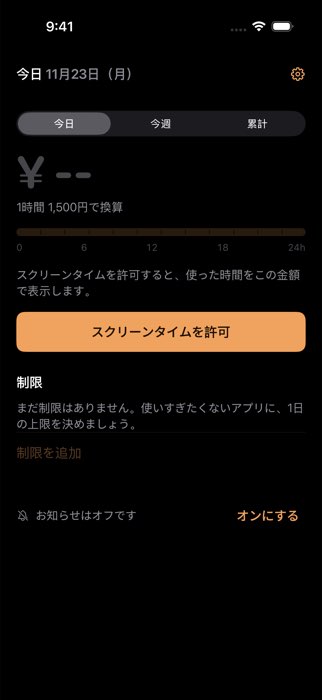 9:41
今日 11月23日（月）
今日 今週 累計
¥ --
1時間 1,500円で換算
0 6 12 18 24h
スクリーンタイムを許可すると、使った時間をこの金額
で表示します。
スクリーンタイムを許可
制限
まだ制限はありません。使いすぎたくないアプリに、1日
の上限を決めましょう。
制限を追加
お知らせはオフです オンにする